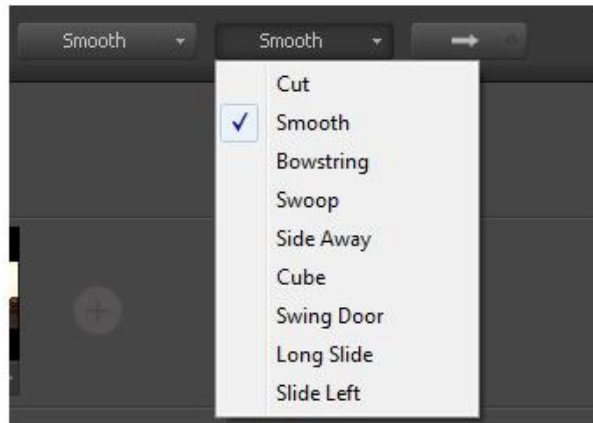 Smooth Smooth
Cut
Smooth
Bowstring
Swoop
Side Away
Cube
Swing Door
Long Slide
Slide Left